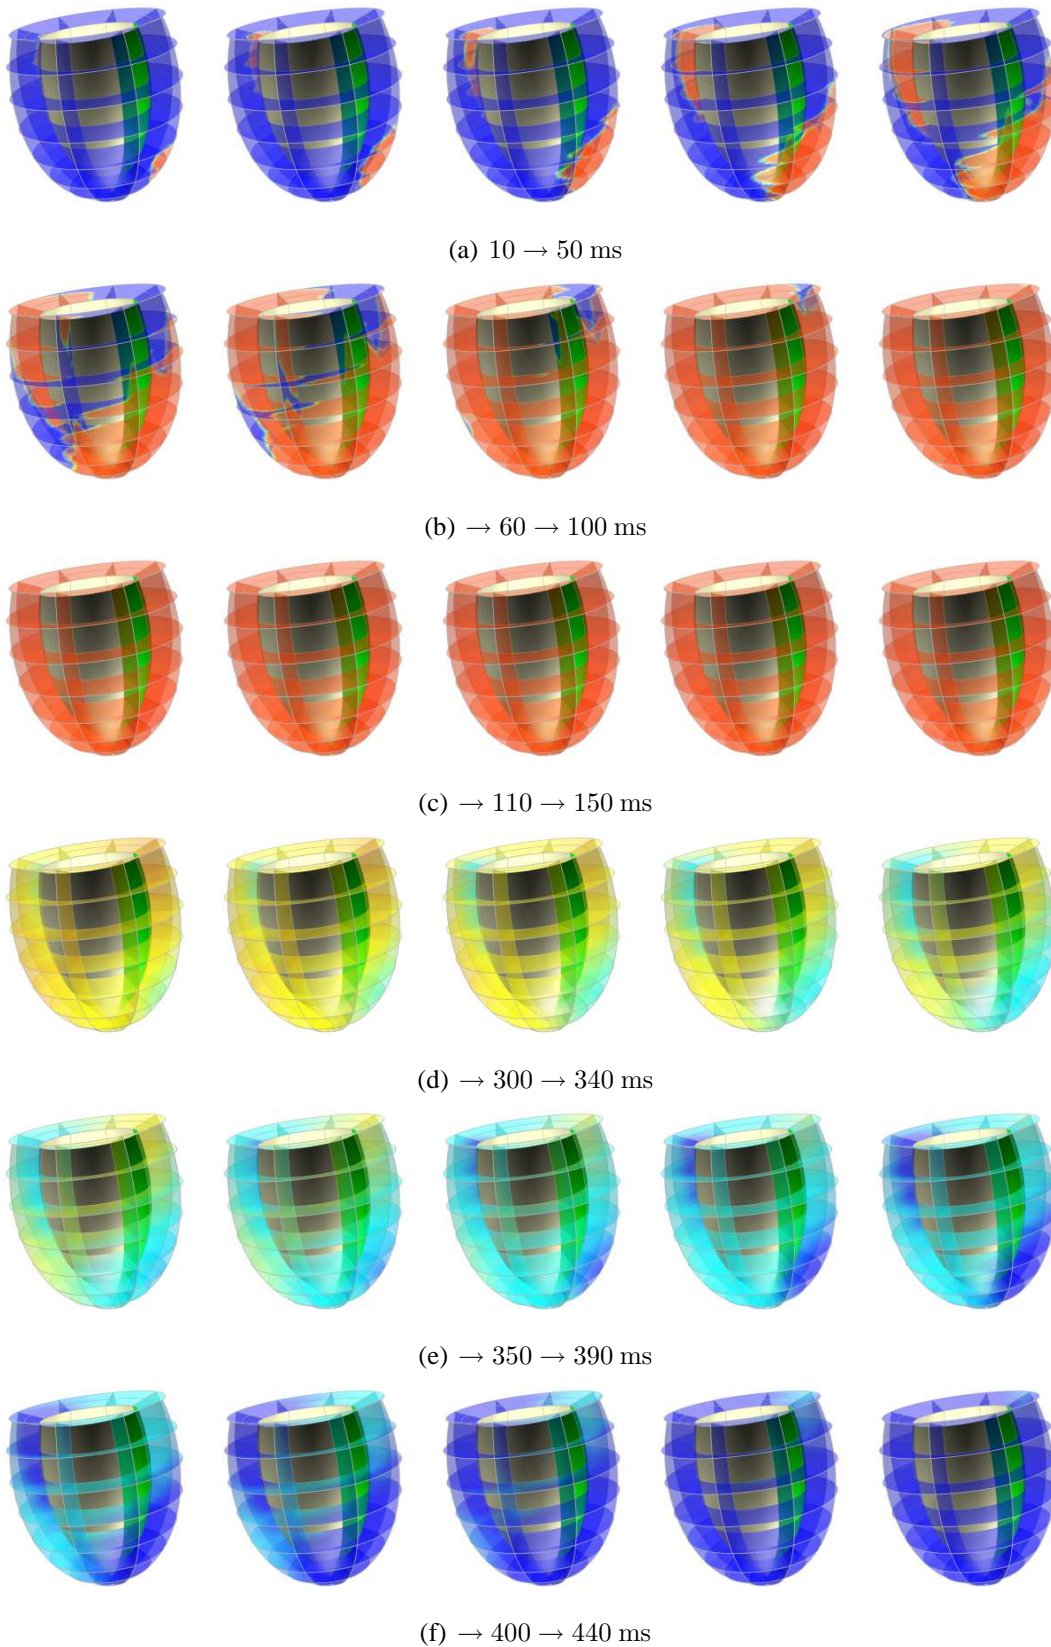 (a) 10 → 50 ms
(b) → 60 → 100 ms
(c) → 110 → 150 ms
(d) → 300 → 340 ms
(e) → 350 → 390 ms
(f) → 400 → 440 ms